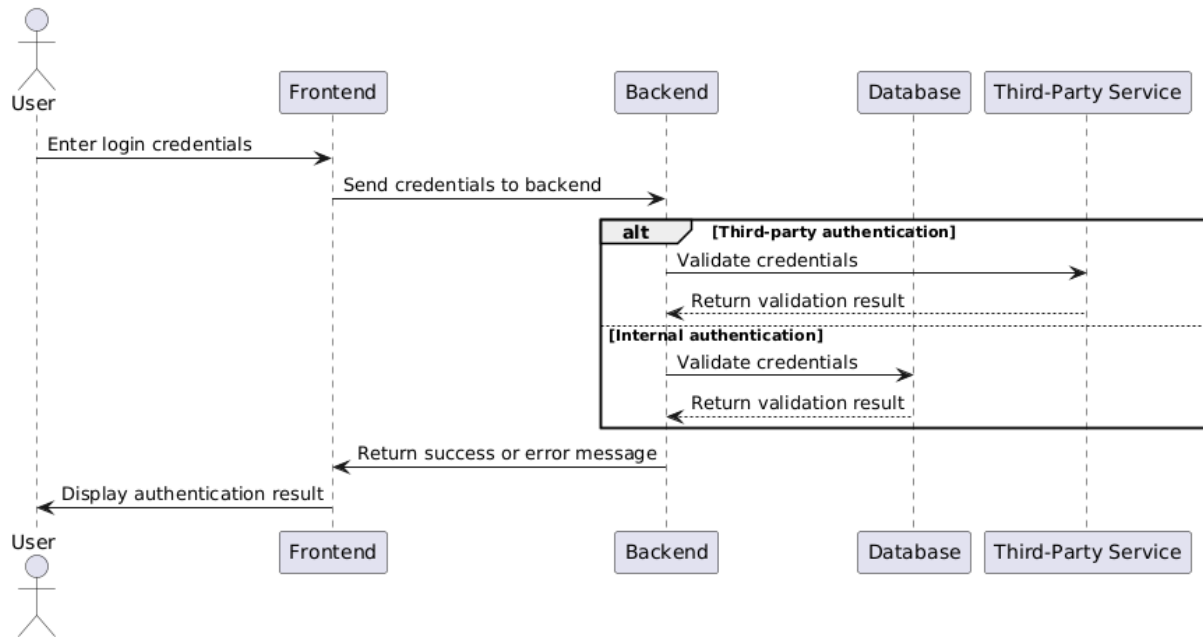 User
Frontend
Backend
Database
Third-Party Service
Enter login credentials
Send credentials to backend
alt [Third-party authentication]
Validate credentials
Return validation result
[Internal authentication]
Validate credentials
Return validation result
Return success or error message
Display authentication result
User
Frontend
Backend
Database
Third-Party Service